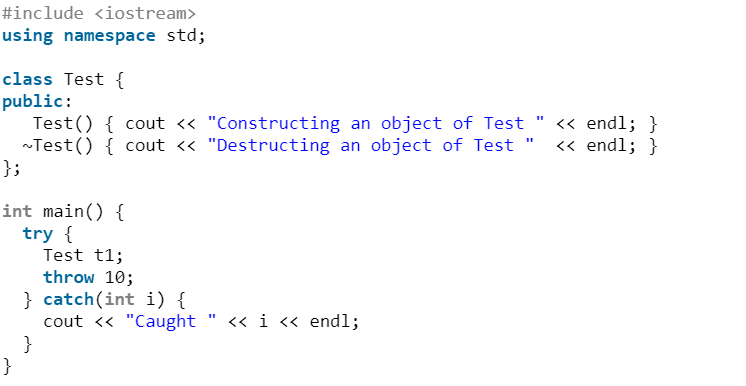 #include <iostream>
using namespace std;

class Test {
public:
   Test() { cout << "Constructing an object of Test " << endl; }
  ~Test() { cout << "Destructing an object of Test "  << endl; }
};

int main() {
  try {
    Test t1;
    throw 10;
  } catch(int i) {
    cout << "Caught " << i << endl;
  }
}